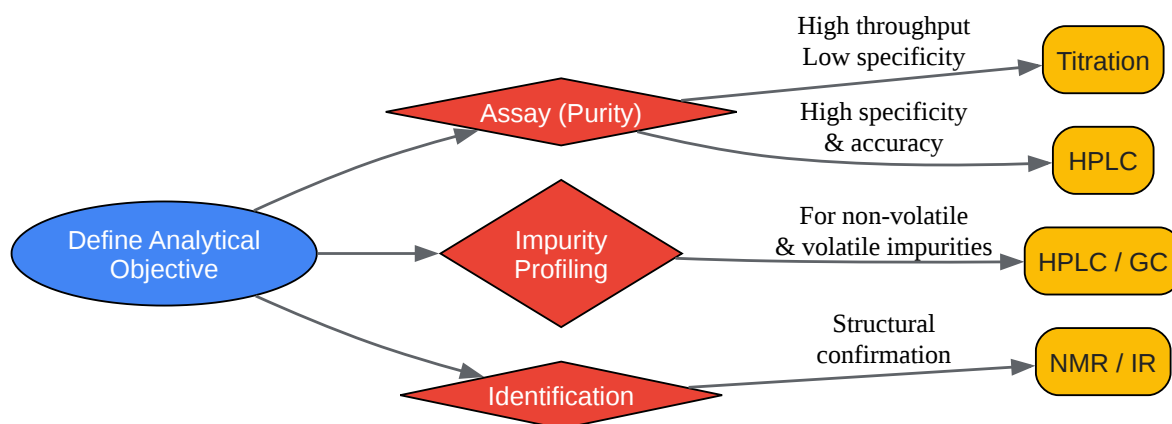 High throughput
Low specificity
Titration
Assay (Purity)
High specificity
& accuracy
HPLC
Define Analytical
Objective
Impurity
Profiling
For non-volatile
& volatile impurities
HPLC / GC
Structural
confirmation
NMR / IR
Identification